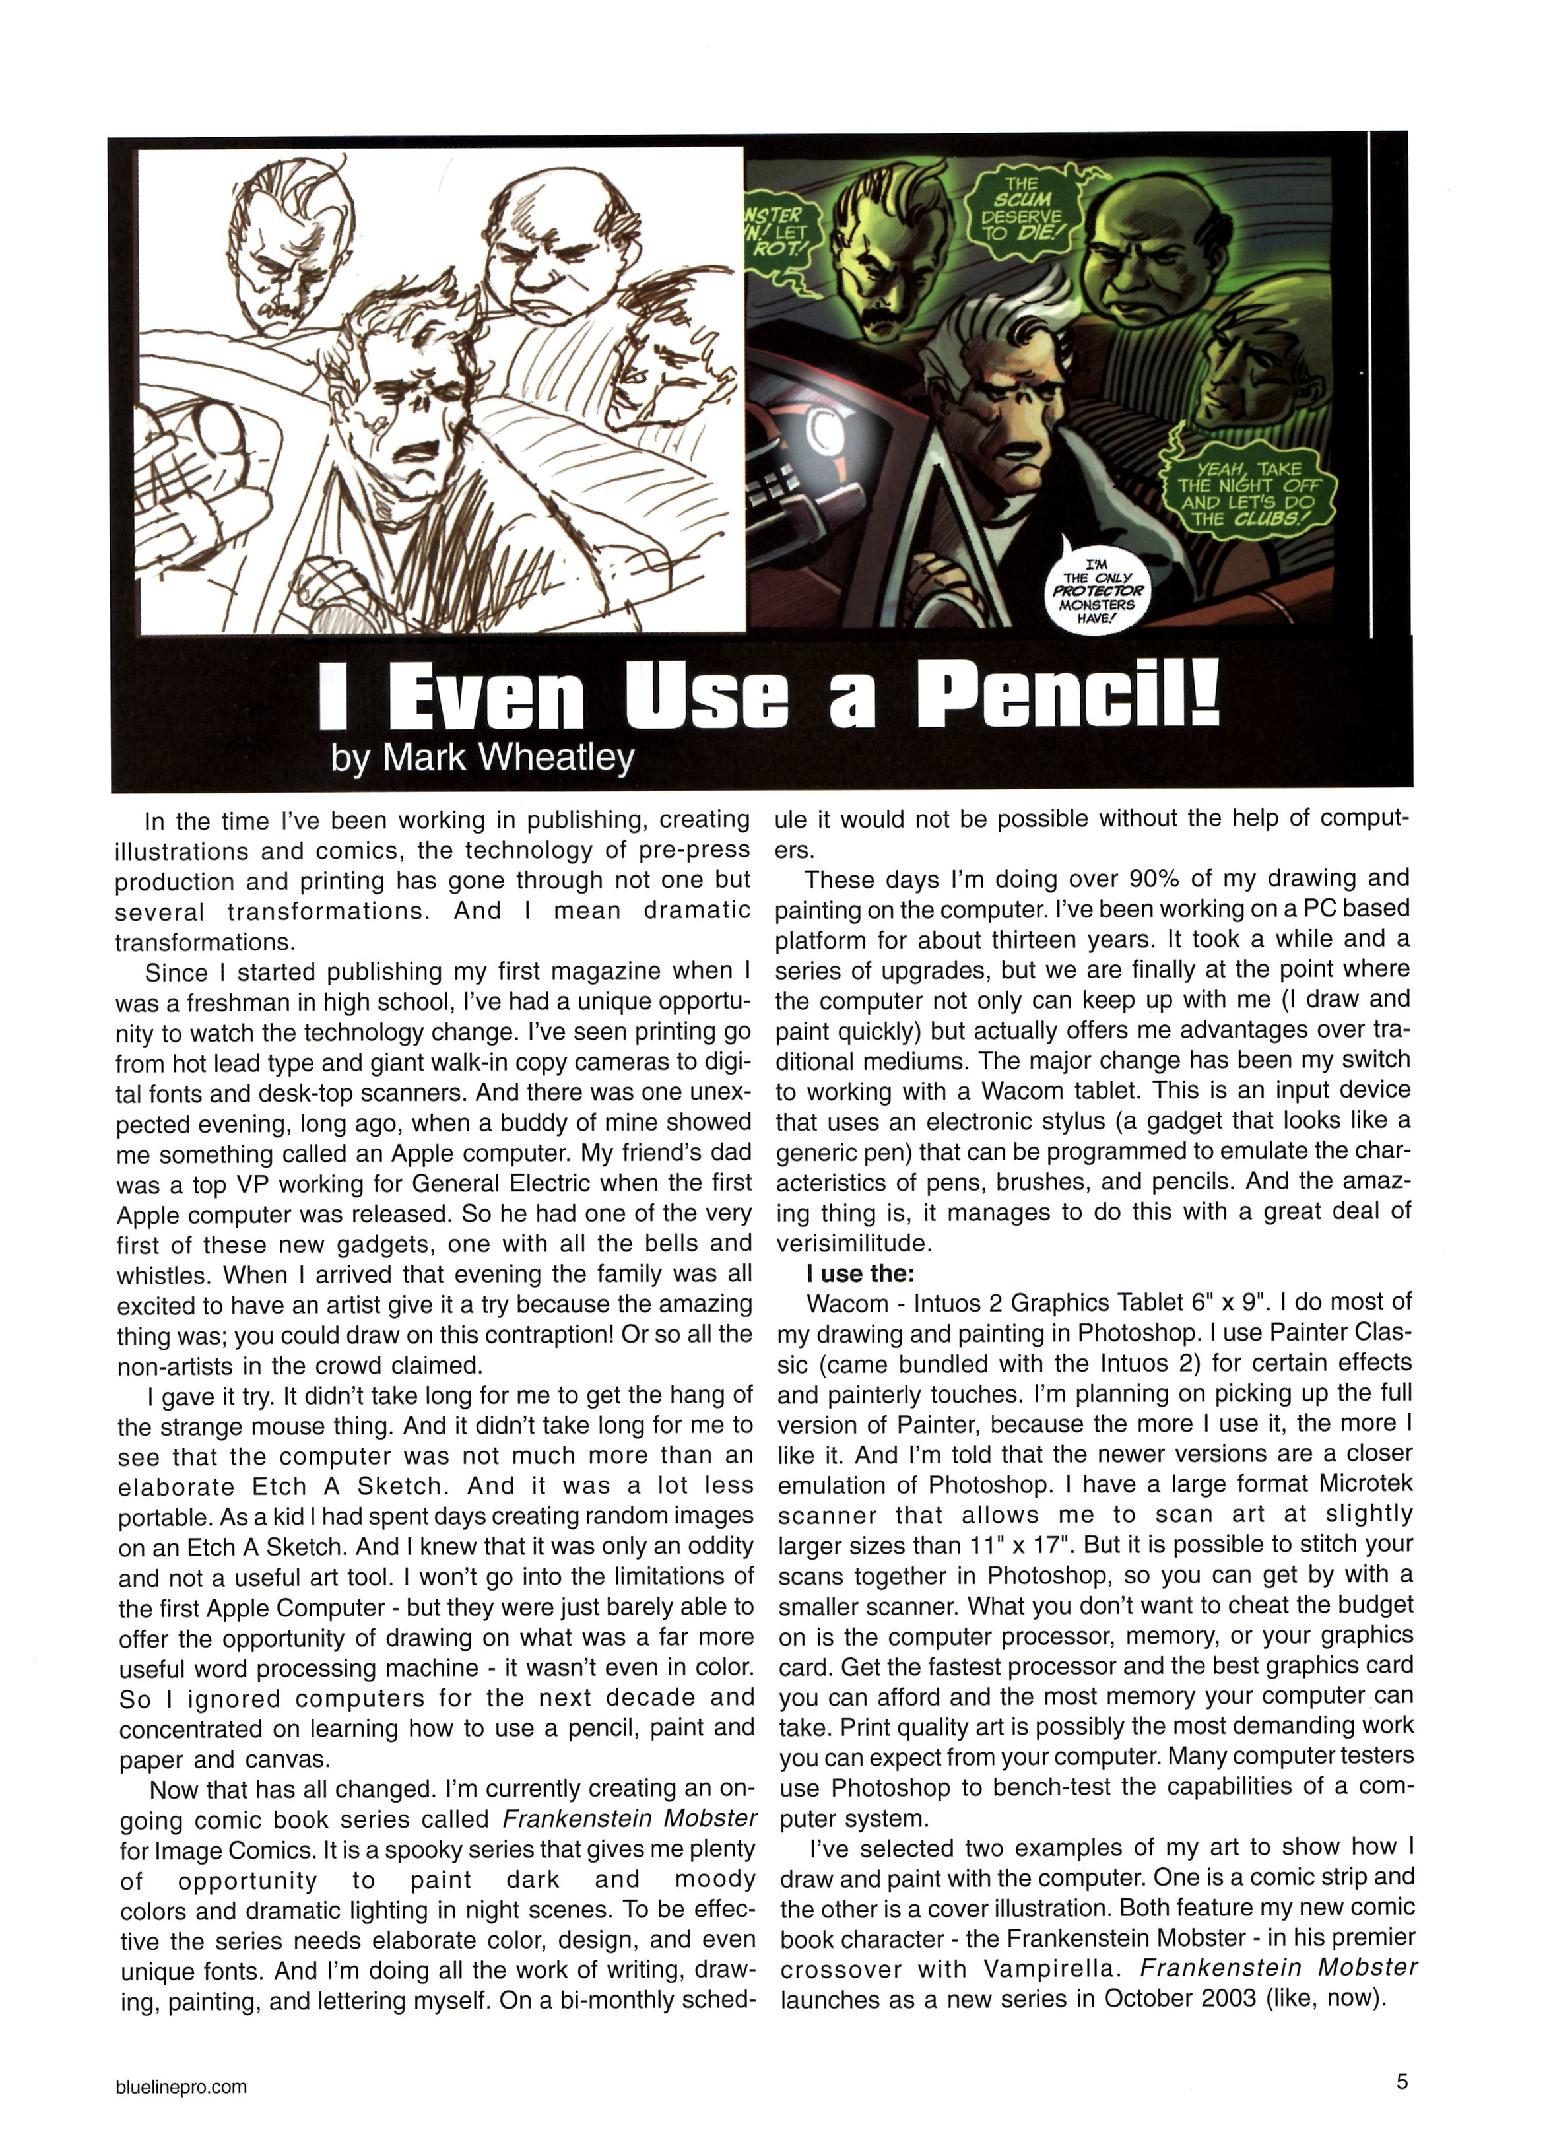 NSTER
N! LET
ROT!
THE
SCUM
DESERVE
TO DIE!
YEAH, TAKE
THE NIGHT OFF
AND LET'S DO
THE CLUBS!
I'M
THE ONLY
PROTECTOR
MONSTERS
HAVE!
I Even Use a Pencil!
by Mark Wheatley
In the time I've been working in publishing, creating
illustrations and comics, the technology of pre-press
production and printing has gone through not one but
several transformations. And I mean dramatic
transformations.
Since I started publishing my first magazine when I
was a freshman in high school, I've had a unique opportu-
nity to watch the technology change. I've seen printing go
from hot lead type and giant walk-in copy cameras to digi-
tal fonts and desk-top scanners. And there was one unex-
pected evening, long ago, when a buddy of mine showed
me something called an Apple computer. My friend's dad
was a top VP working for General Electric when the first
Apple computer was released. So he had one of the very
first of these new gadgets, one with all the bells and
whistles. When I arrived that evening the family was all
excited to have an artist give it a try because the amazing
thing was; you could draw on this contraption! Or so all the
non-artists in the crowd claimed.
I gave it try. It didn't take long for me to get the hang of
the strange mouse thing. And it didn't take long for me to
see that the computer was not much more than an
elaborate Etch A Sketch. And it was a lot less
portable. As a kid I had spent days creating random images
on an Etch A Sketch. And I knew that it was only an oddity
and not a useful art tool. I won't go into the limitations of
the first Apple Computer - but they were just barely able to
offer the opportunity of drawing on what was a far more
useful word processing machine - it wasn't even in color.
So I ignored computers for the next decade and
concentrated on learning how to use a pencil, paint and
paper and canvas.
Now that has all changed. I'm currently creating an on-
going comic book series called Frankenstein Mobster
for Image Comics. It is a spooky series that gives me plenty
of opportunity to paint dark and moody
colors and dramatic lighting in night scenes. To be effec-
tive the series needs elaborate color, design, and even
unique fonts. And I'm doing all the work of writing, draw-
ing, painting, and lettering myself. On a bi-monthly sched-
ule it would not be possible without the help of comput-
ers.
These days I'm doing over 90% of my drawing and
painting on the computer. I've been working on a PC based
platform for about thirteen years. It took a while and a
series of upgrades, but we are finally at the point where
the computer not only can keep up with me (I draw and
paint quickly) but actually offers me advantages over tra-
ditional mediums. The major change has been my switch
to working with a Wacom tablet. This is an input device
that uses an electronic stylus (a gadget that looks like a
generic pen) that can be programmed to emulate the char-
acteristics of pens, brushes, and pencils. And the amaz-
ing thing is, it manages to do this with a great deal of
verisimilitude.
I use the:
Wacom - Intuos 2 Graphics Tablet 6" x 9". I do most of
my drawing and painting in Photoshop. I use Painter Clas-
sic (came bundled with the Intuos 2) for certain effects
and painterly touches. I'm planning on picking up the full
version of Painter, because the more I use it, the more I
like it. And I'm told that the newer versions are a closer
emulation of Photoshop. I have a large format Microtek
scanner that allows me to scan art at slightly
larger sizes than 11" x 17". But it is possible to stitch your
scans together in Photoshop, so you can get by with a
smaller scanner. What you don't want to cheat the budget
on is the computer processor, memory, or your graphics
card. Get the fastest processor and the best graphics card
you can afford and the most memory your computer can
take. Print quality art is possibly the most demanding work
you can expect from your computer. Many computer testers
use Photoshop to bench-test the capabilities of a com-
puter system.
I've selected two examples of my art to show how I
draw and paint with the computer. One is a comic strip and
the other is a cover illustration. Both feature my new comic
book character - the Frankenstein Mobster - in his premier
crossover with Vampirella. Frankenstein Mobster
launches as a new series in October 2003 (like, now).
bluelinepro.com
5